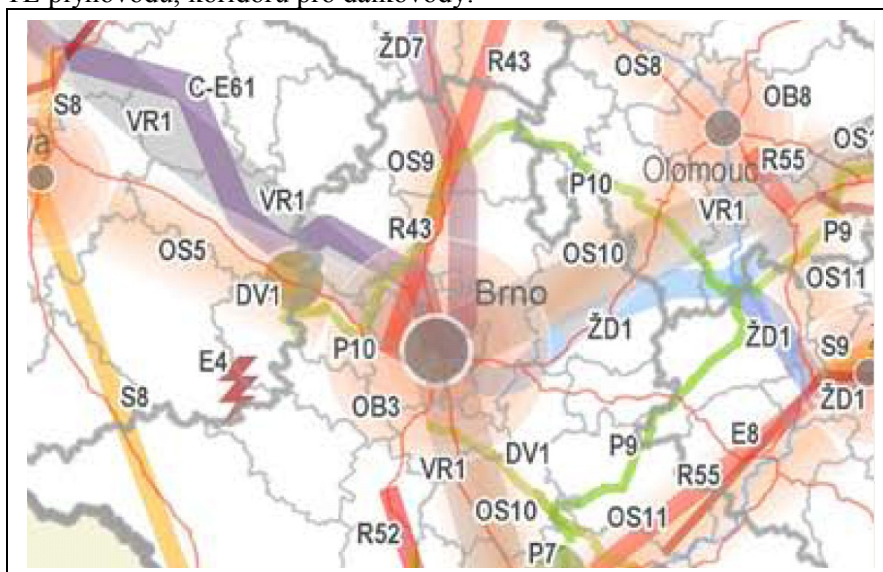 ŽD7
R43
OS8
C-E61
OB8
S8
VR1
OS9
Olomouc
R55
P10
VR1
VR1
P9
R43
OS10
OS11
OS5
DV1
Brno
ŽD1
ŽD1
P10
S9
E4
S8
OB3
ŽD1
P9
E8
VR1
DV1
R55
OS10
OS11
R52
P7